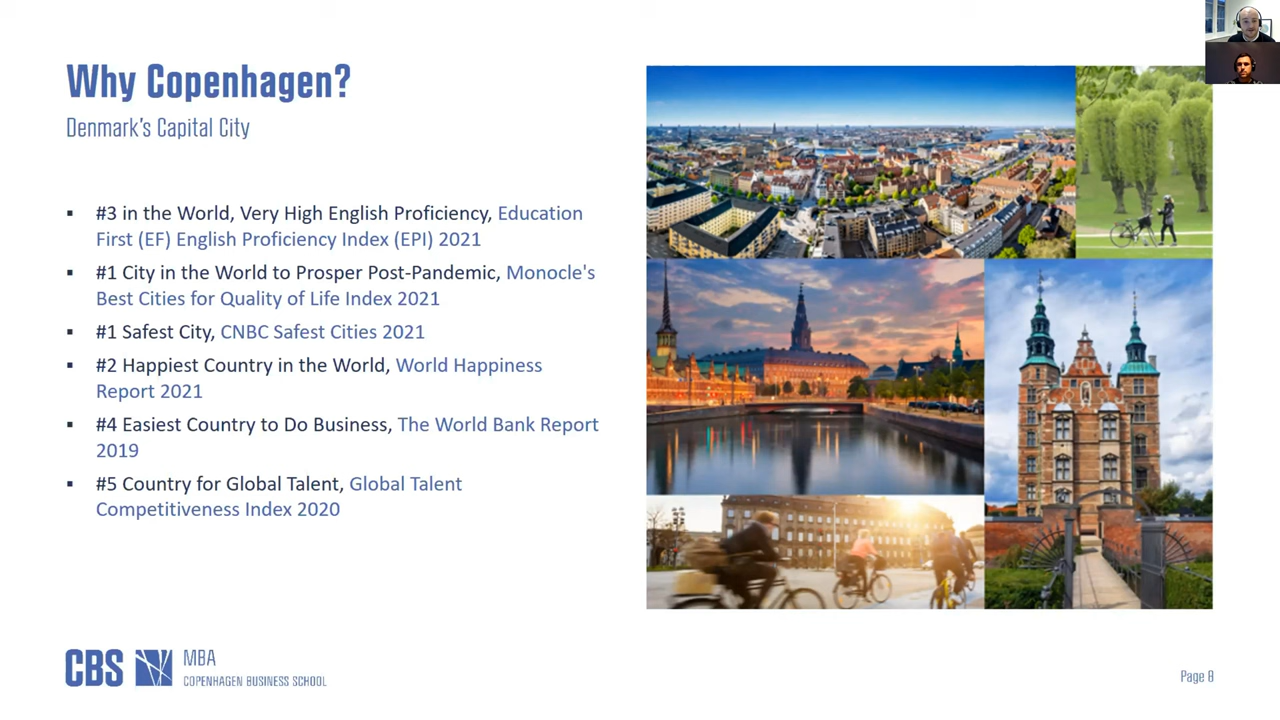 Why Copenhagen?
Denmark's Capital City
▪ #3 in the World, Very High English Proficiency, Education
First (EF) English Proficiency Index (EPI) 2021
▪ #1 City in the World to Prosper Post-Pandemic, Monocle's
Best Cities for Quality of Life Index 2021
▪ #1 Safest City, CNBC Safest Cities 2021
▪ #2 Happiest Country in the World, World Happiness
Report 2021
▪ #4 Easiest Country to Do Business, The World Bank Report
2019
▪ #5 Country for Global Talent, Global Talent
Competitiveness Index 2020
CBS MBA
COPENHAGEN BUSINESS SCHOOL
Page 8